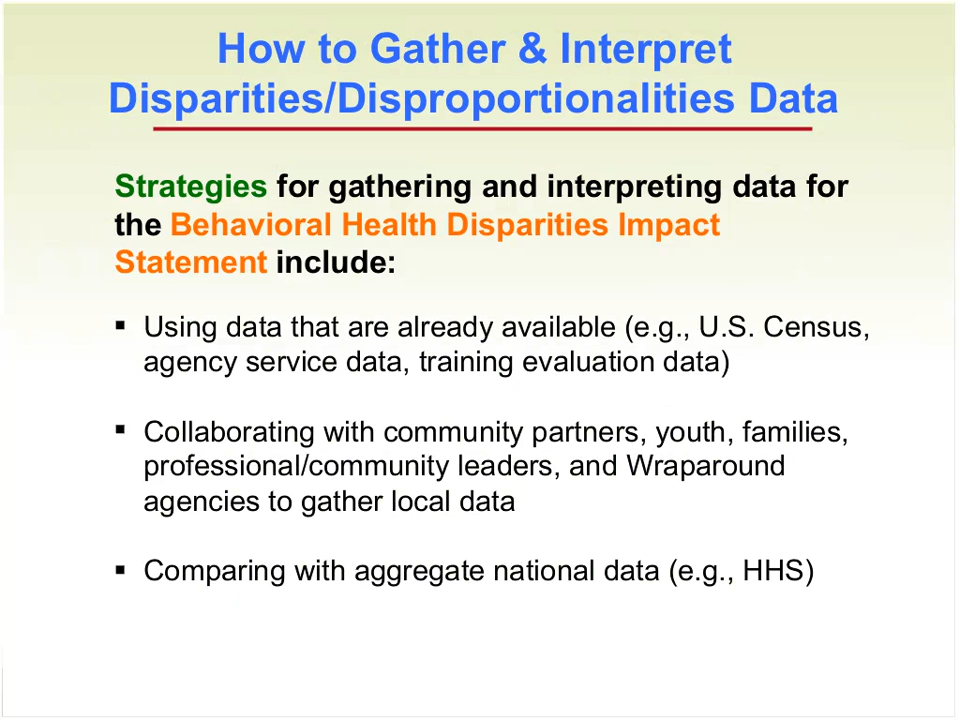 How to Gather & Interpret
Disparities/Disproportionalities Data
Strategies for gathering and interpreting data for
the Behavioral Health Disparities Impact
Statement include:
▪ Using data that are already available (e.g., U.S. Census,
agency service data, training evaluation data)
▪ Collaborating with community partners, youth, families,
professional/community leaders, and Wraparound
agencies to gather local data
▪ Comparing with aggregate national data (e.g., HHS)